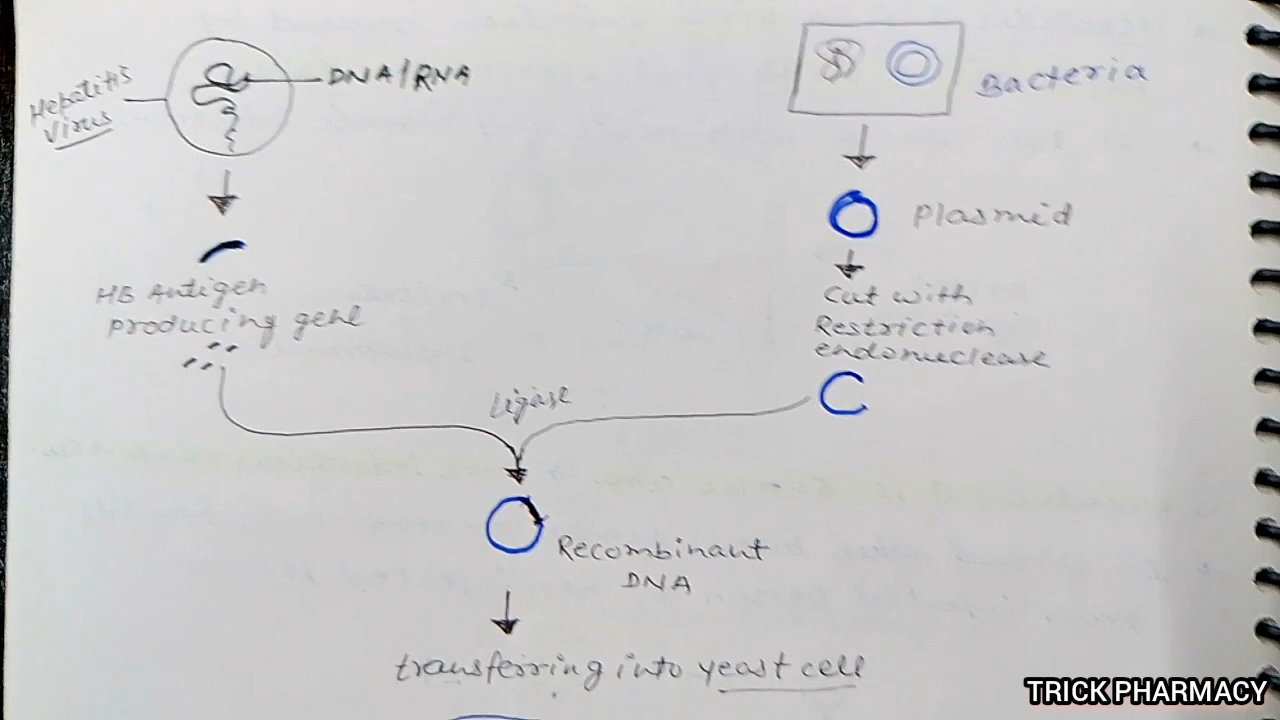 Hepatitis
Virus
DNA/RNA
HB Antigen
producing gene
Bacteria
Plasmid
Cut with
Restriction
endonuclease
Ligase
Recombinant
DNA
transferring into yeast cell
TRICK PHARMACY